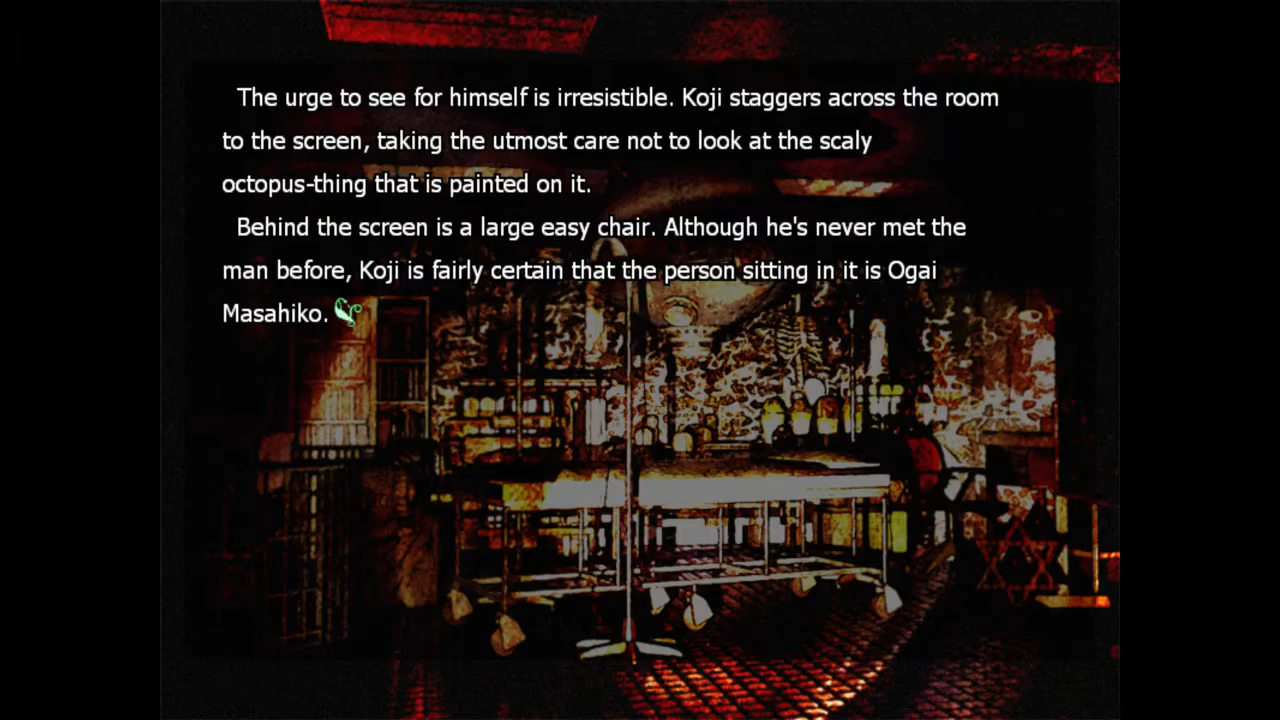 The urge to see for himself is irresistible. Koji staggers across the room
to the screen, taking the utmost care not to look at the scaly
octopus-thing that is painted on it.
Behind the screen is a large easy chair. Although he's never met the
man before, Koji is fairly certain that the person sitting in it is Ogai
Masahiko.